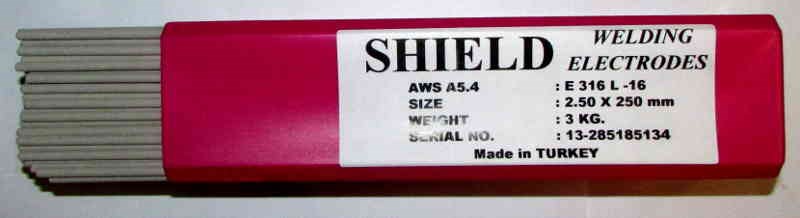 SHIELD WELDING ELECTRODES
AWS A5.4 : E 316 L -16
SIZE : 2.50 X 250 mm
WEIGHT : 3 KG.
SERIAL NO. : 13-285185134
Made in TURKEY